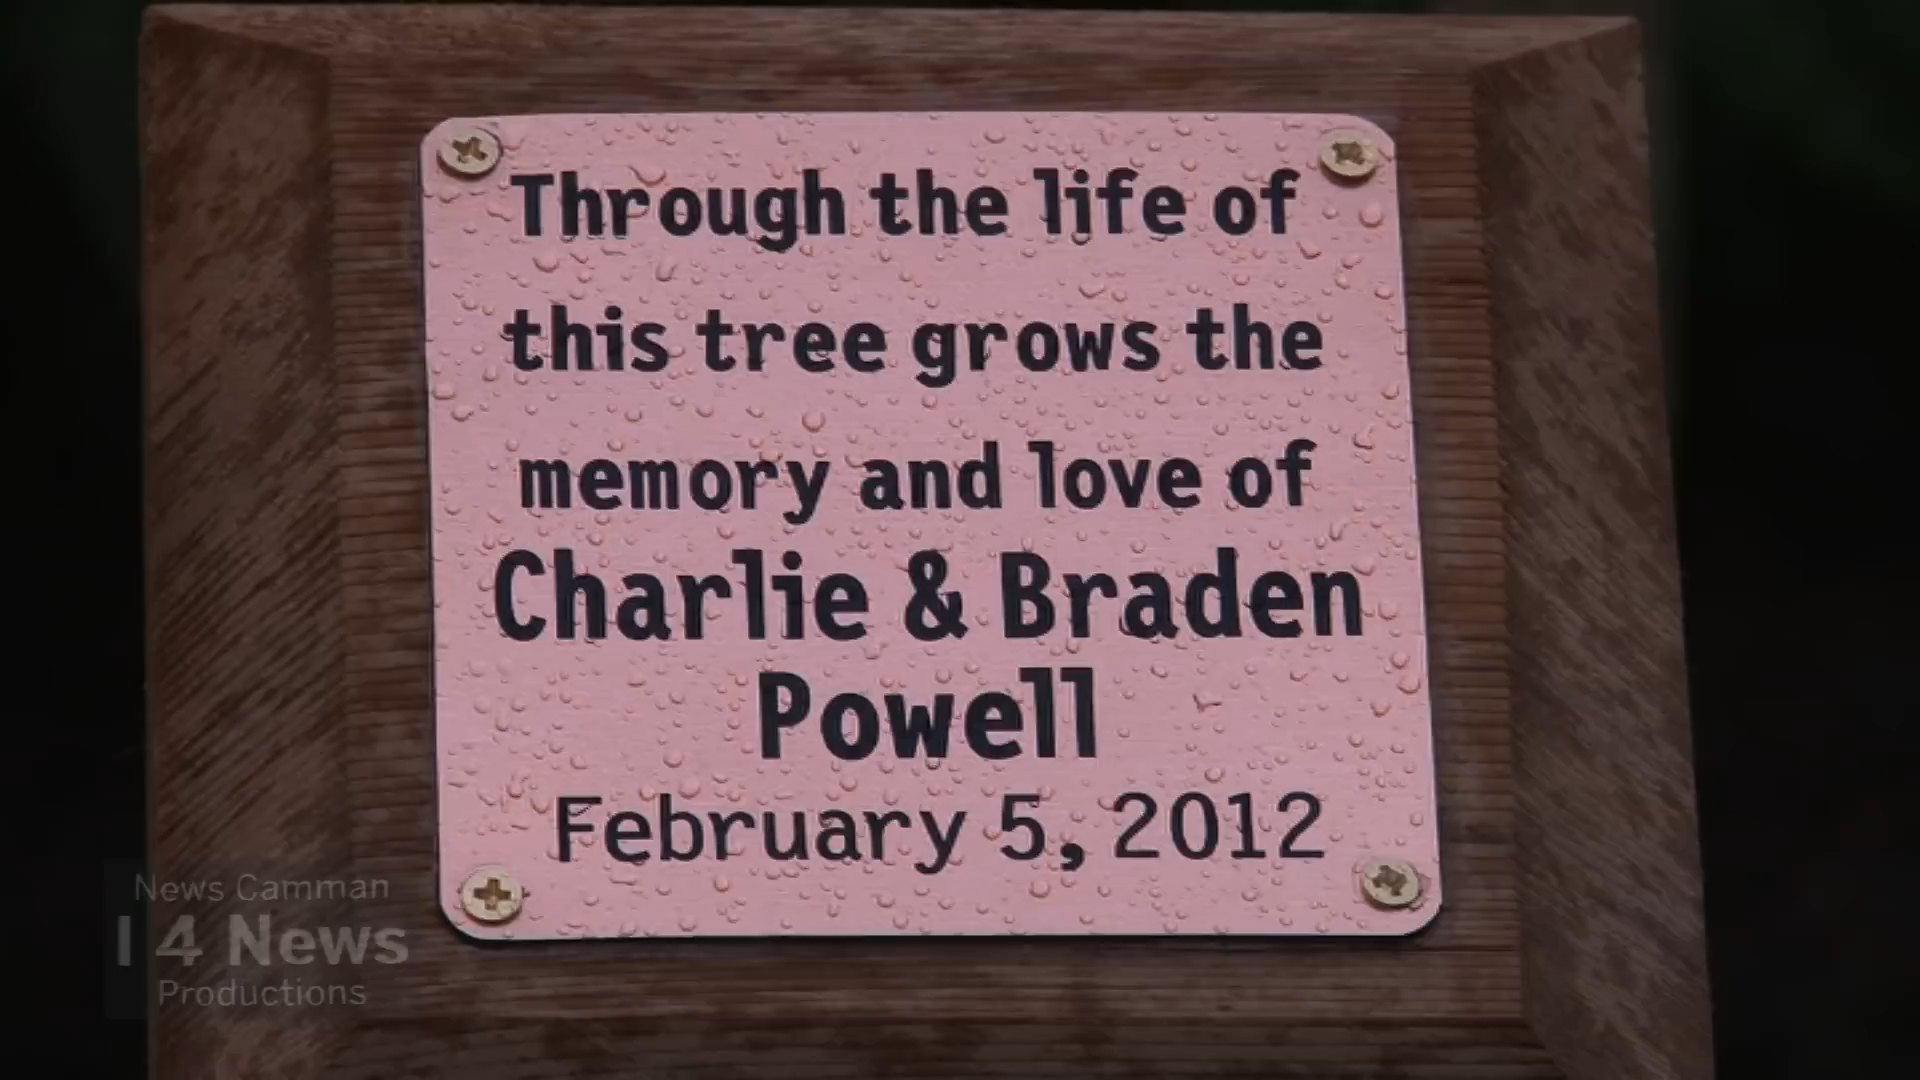 Through the life of
this tree grows the
memory and love of
Charlie & Braden
Powell
February 5, 2012
News Camman
I 4 News
Productions